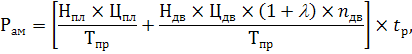 Р_ам = [ (Н_пл × Ц_пл) / Т_пр + (Н_дв × Ц_дв × (1 + λ) × n_дв) / Т_пр ] × t_р,